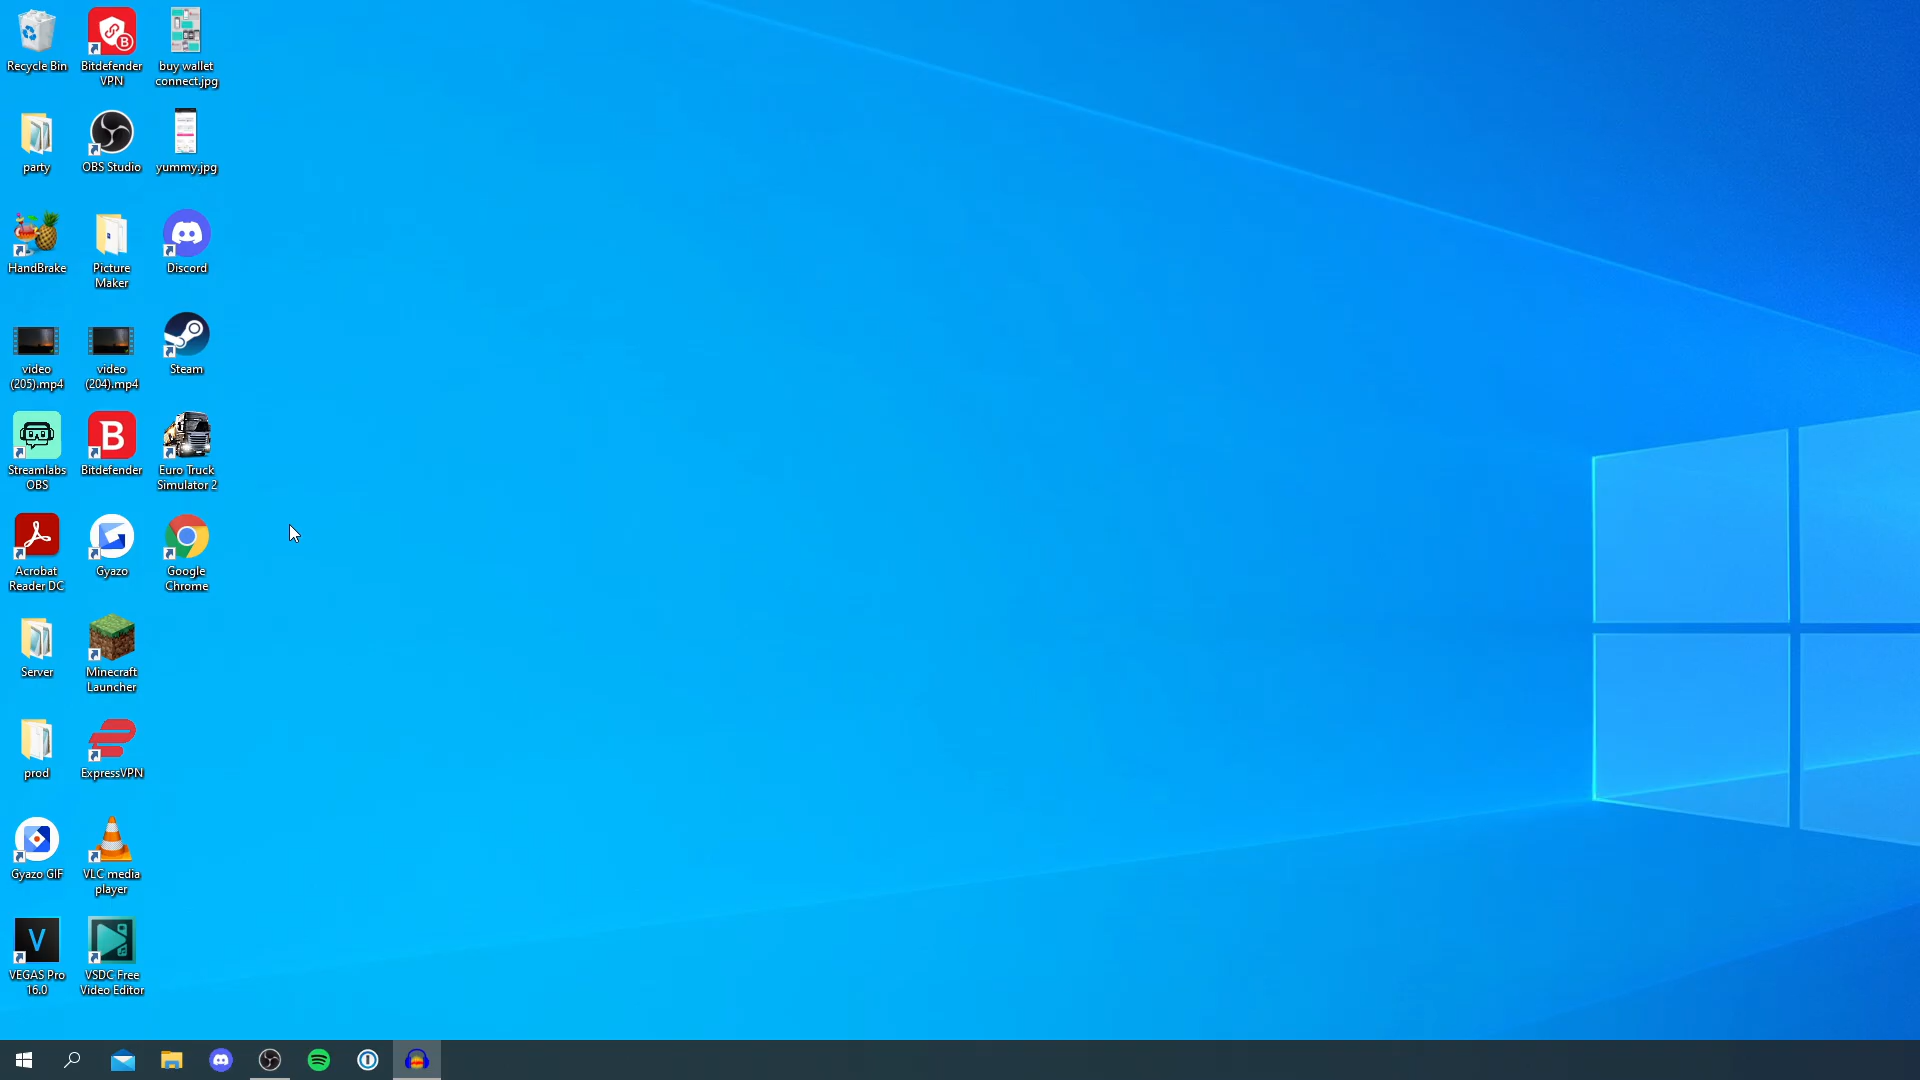 Recycle Bin
Bitdefender
VPN
buy wallet
connect.jpg
party
OBS Studio
yummy.jpg
HandBrake
Picture
Maker
Discord
video
(205).mp4
video
(204).mp4
Steam
Streamlabs
OBS
Bitdefender
Euro Truck
Simulator 2
Acrobat
Reader DC
Gyazo
Google
Chrome
Server
Minecraft
Launcher
prod
ExpressVPN
Gyazo GIF
VLC media
player
VEGAS Pro
16.0
VSDC Free
Video Editor